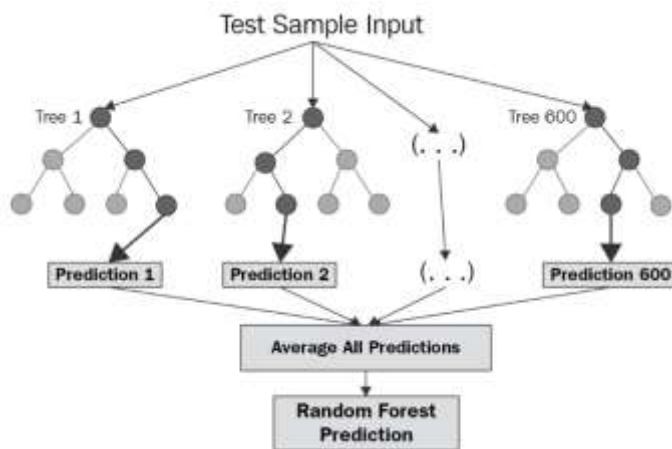 Test Sample Input
Tree 1
Tree 2
(. . .)
Tree 600
Prediction 1
Prediction 2
(. . .)
Prediction 600
Average All Predictions
Random Forest
Prediction